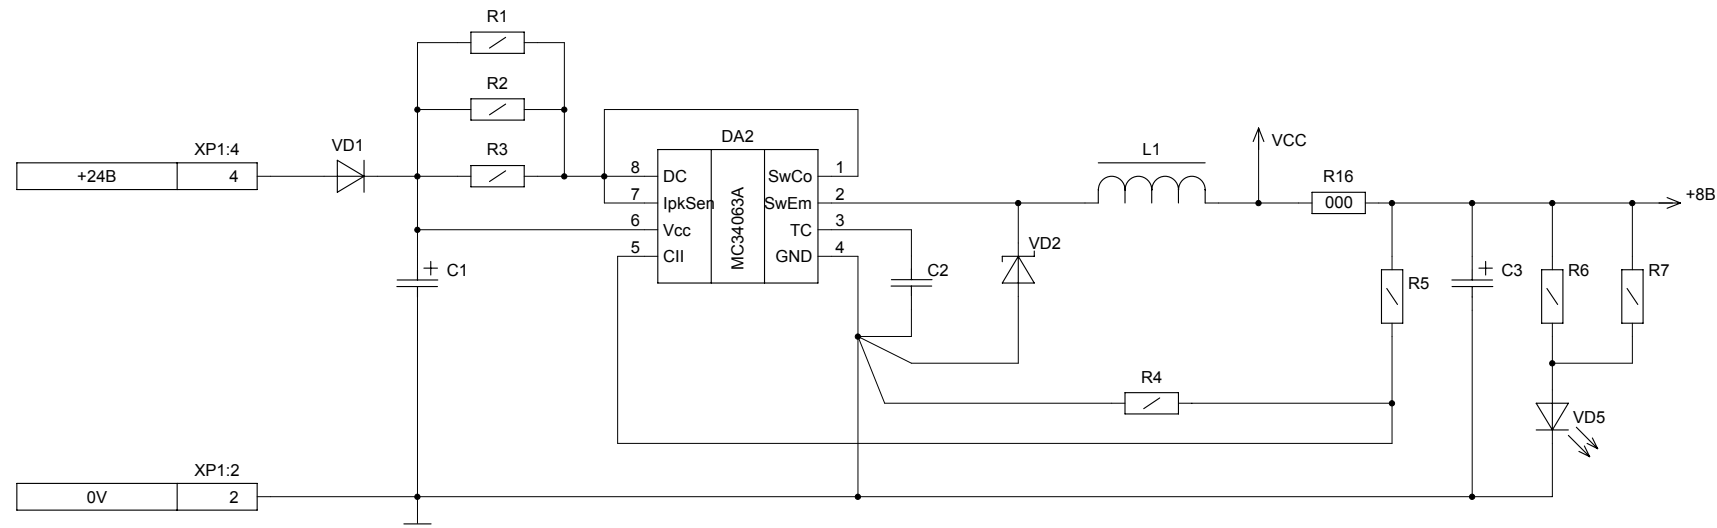 R1
R2
R3
XP1:4
+24В 4
VD1
DA2
MC34063A
8 DC
7 IpkSen
6 Vcc
5 CII
SwCo 1
SwEm 2
TC 3
GND 4
C1
C2
VD2
L1
VCC
R16
000
+8В
R5
C3
R6
R7
R4
VD5
XP1:2
0V 2